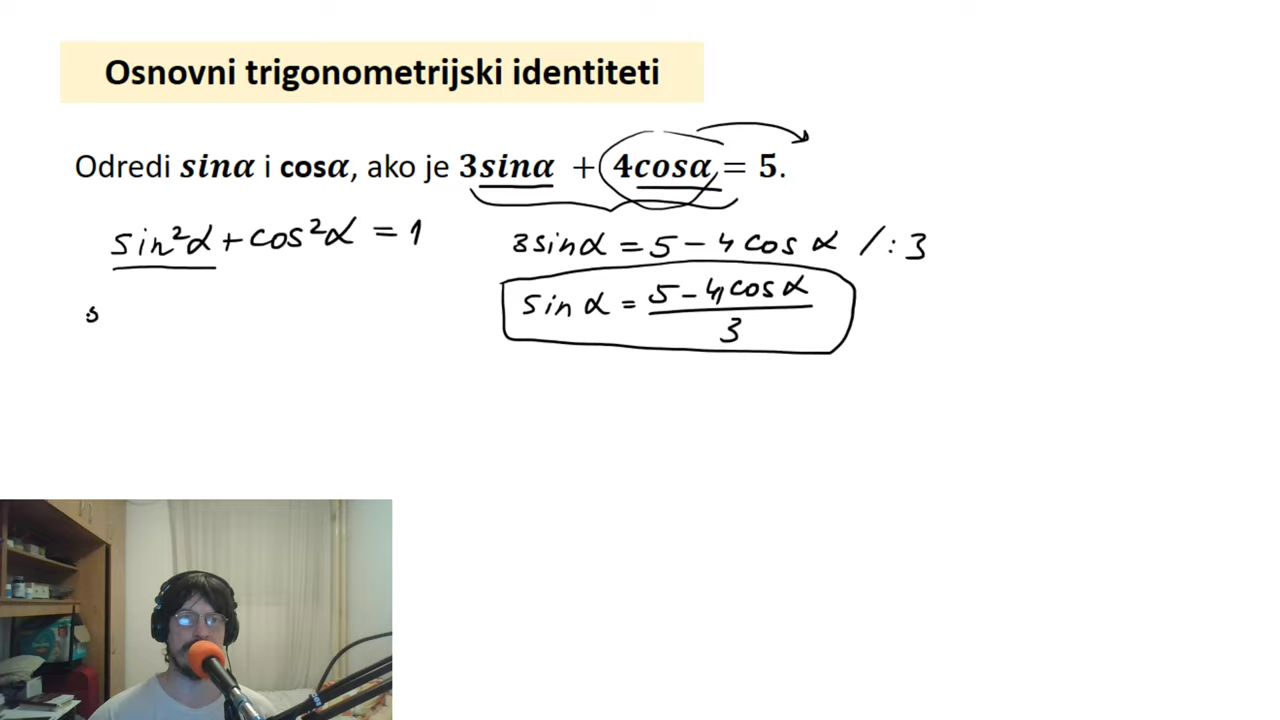 Osnovni trigonometrijski identiteti
Odredi sinα i cosα, ako je 3sinα + 4cosα = 5.
sin²α + cos²α = 1
3sinα = 5 - 4cosα /:3
sinα = (5 - 4cosα)/3
s